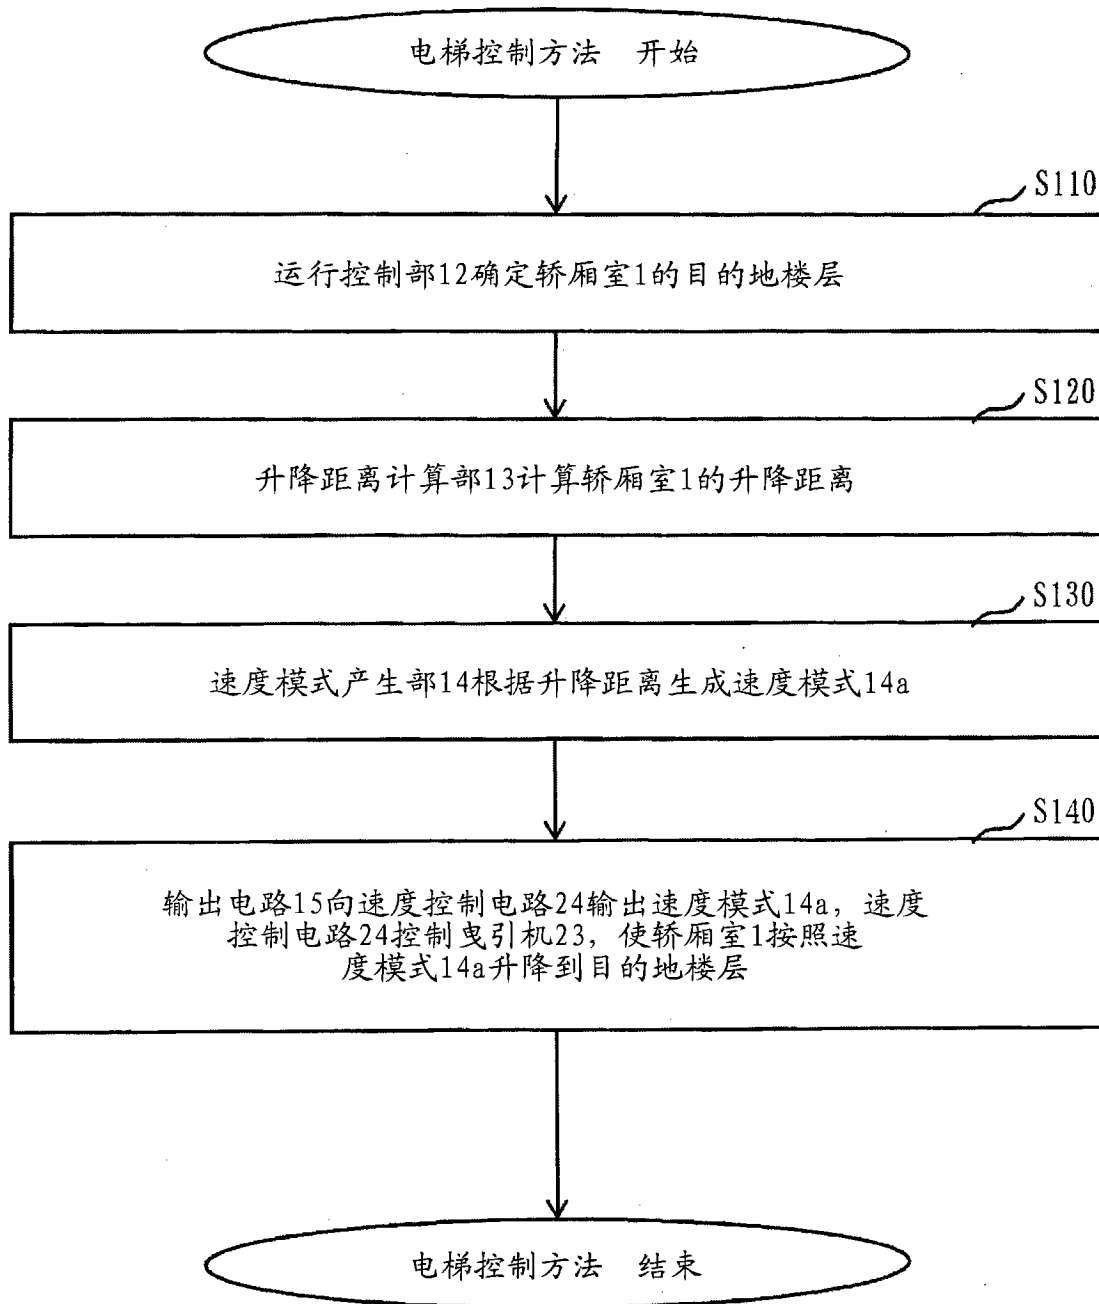 电梯控制方法 开始
S110
运行控制部12确定轿厢室1的目的地楼层
S120
升降距离计算部13计算轿厢室1的升降距离
S130
速度模式产生部14根据升降距离生成速度模式14a
S140
输出电路15向速度控制电路24输出速度模式14a，速度
控制电路24控制曳引机23，使轿厢室1按照速
度模式14a升降到目的地楼层
电梯控制方法 结束